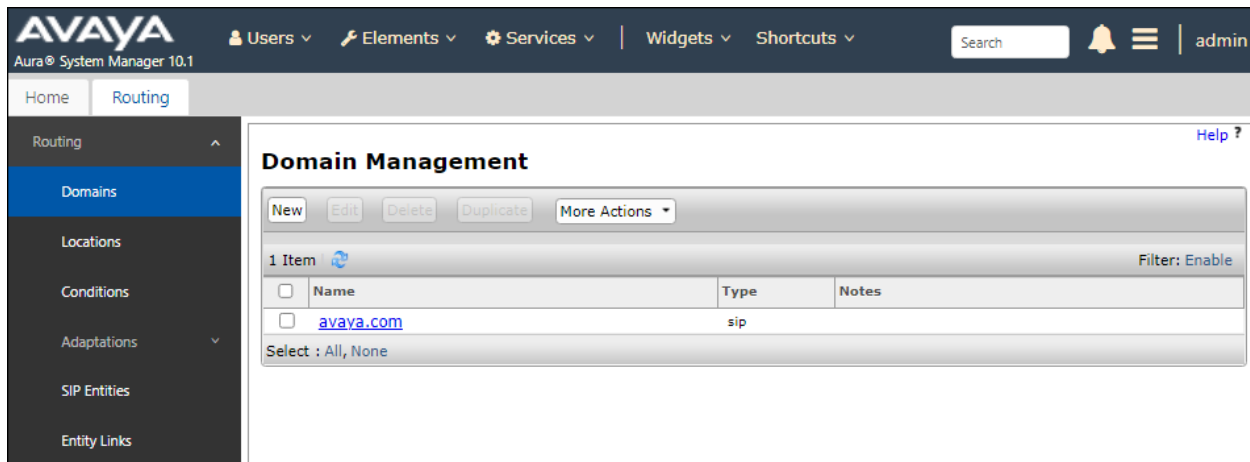 AVAYA
Aura® System Manager 10.1
Users Elements Services | Widgets Shortcuts Search | admin
Home Routing
Routing
Domains
Locations
Conditions
Adaptations
SIP Entities
Entity Links
Help ?
Domain Management
New Edit Delete Duplicate More Actions
1 Item Filter: Enable
Name Type Notes
avaya.com sip
Select : All, None